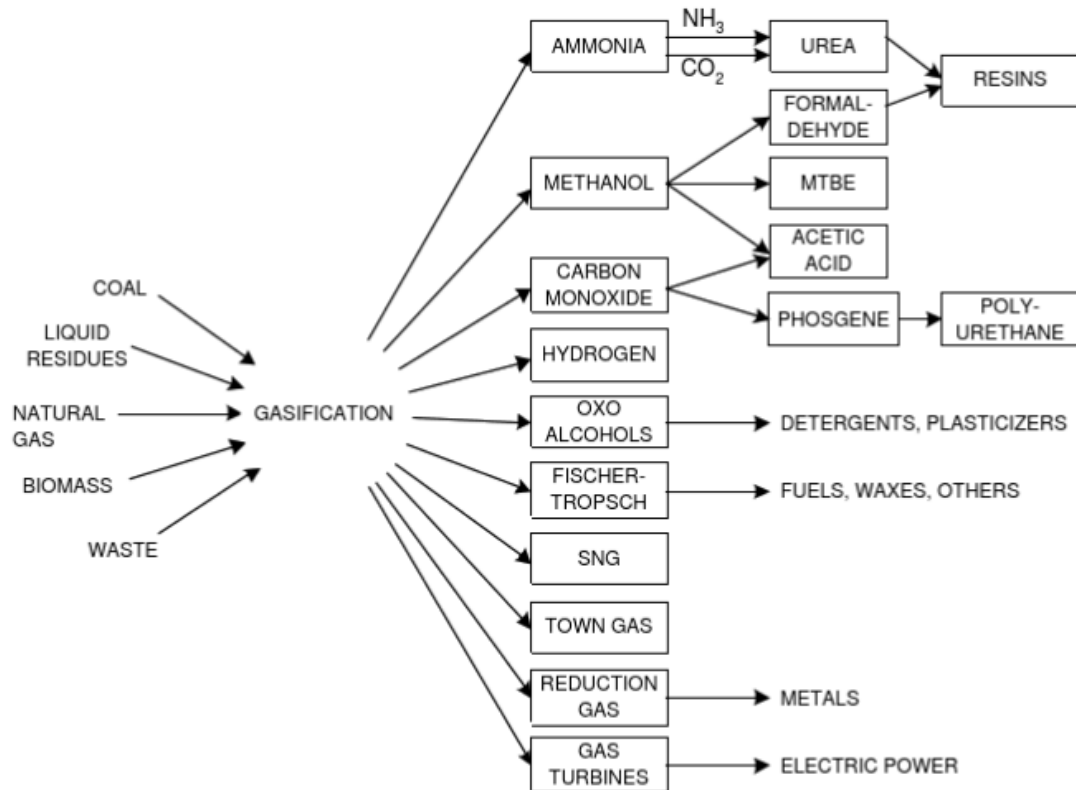 AMMONIA
NH₃
CO₂
UREA
RESINS
FORMAL-
DEHYDE
METHANOL
MTBE
ACETIC
ACID
CARBON
MONOXIDE
PHOSGENE
POLY-
URETHANE
HYDROGEN
COAL
LIQUID
RESIDUES
NATURAL
GAS
BIOMASS
WASTE
GASIFICATION
OXO
ALCOHOLS
DETERGENTS, PLASTICIZERS
FISCHER-
TROPSCH
FUELS, WAXES, OTHERS
SNG
TOWN GAS
REDUCTION
GAS
METALS
GAS
TURBINES
ELECTRIC POWER